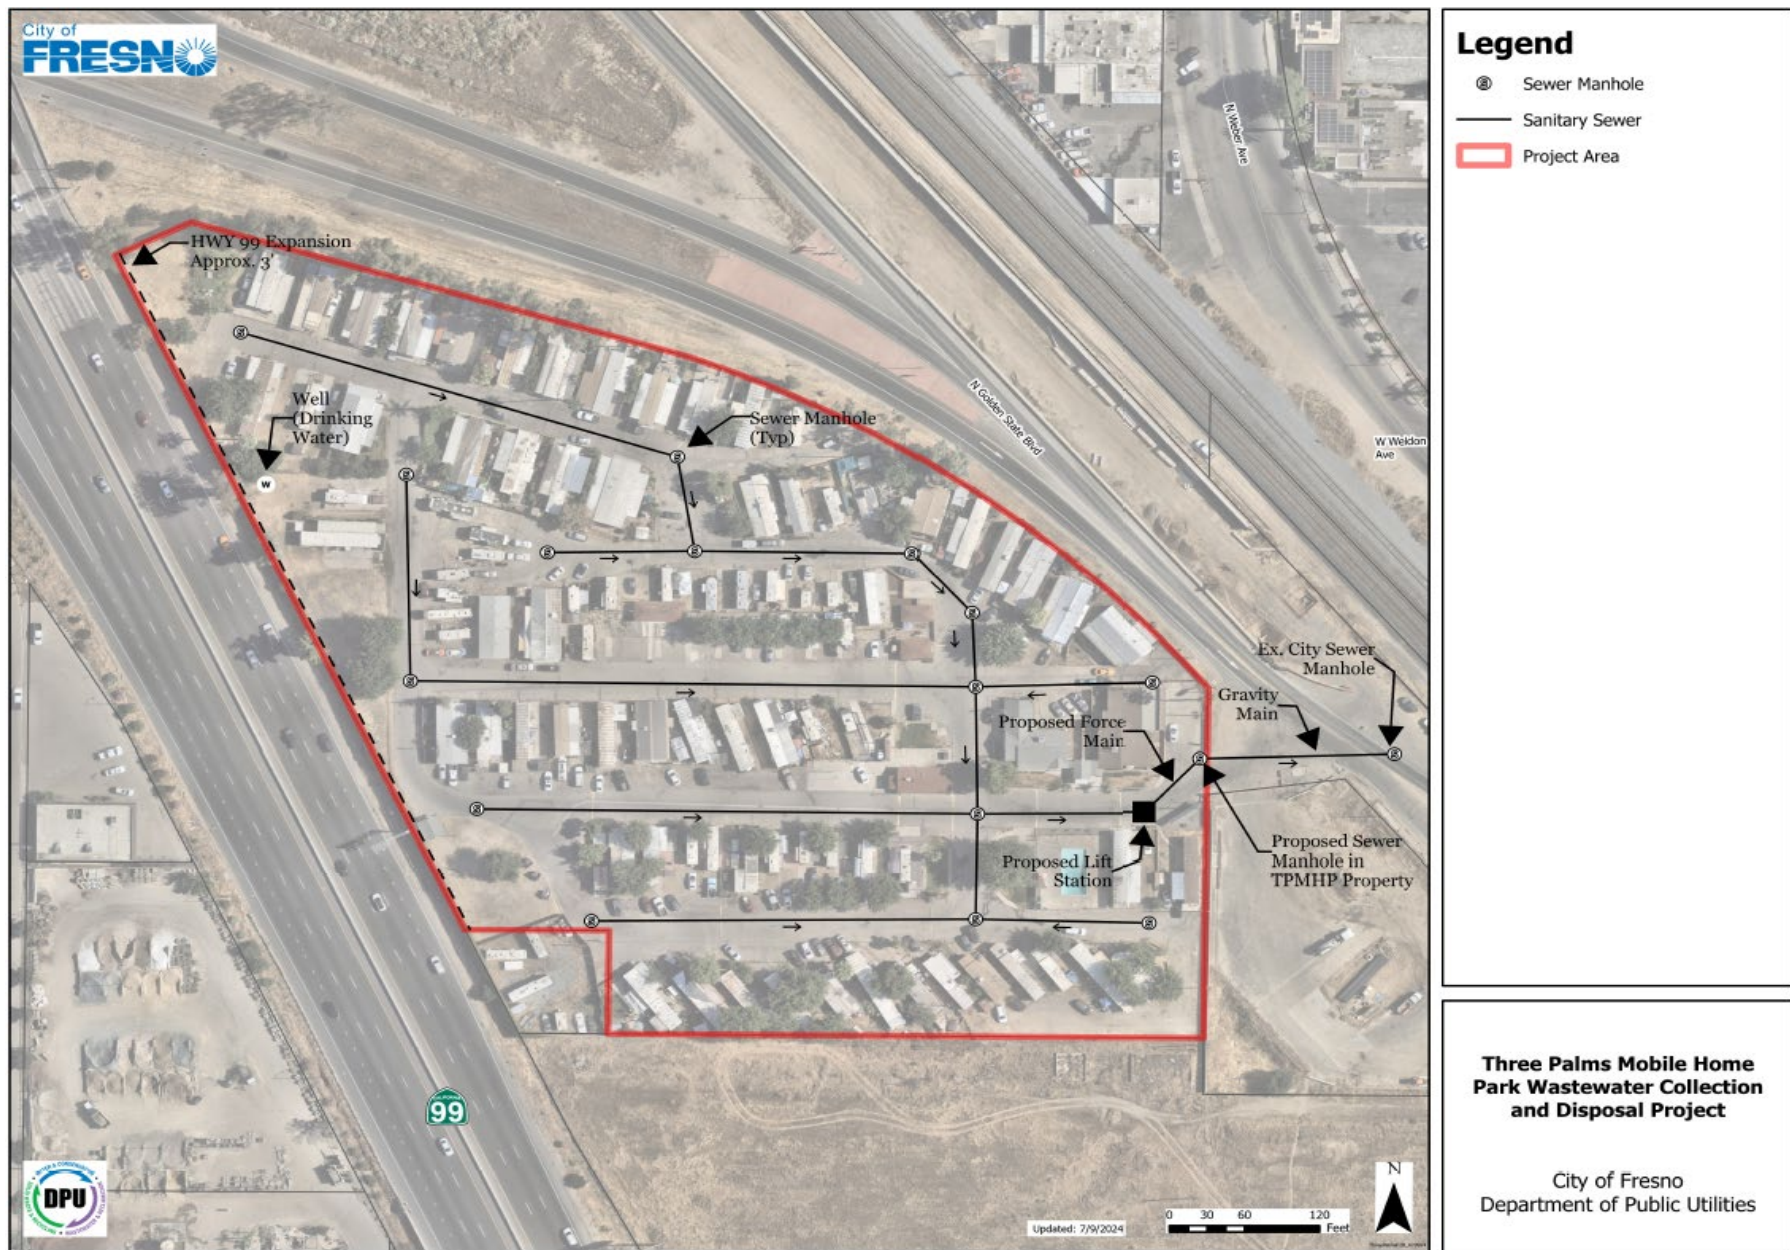 City of
FRESNO
HWY 99 Expansion
Approx. 3'
Well
(Drinking
Water)
W
Sewer Manhole
(Typ)
N Weber Ave
N Golden State Blvd
W Weldon
Ave
Ex. City Sewer
Manhole
Gravity
Main
Proposed Force
Main
Proposed Lift
Station
Proposed Sewer
Manhole in
TPMHP Property
CALIFORNIA
99
DPU
Updated: 7/9/2024
0 30 60 120
Feet
N
Legend
Sewer Manhole
Sanitary Sewer
Project Area
Three Palms Mobile Home
Park Wastewater Collection
and Disposal Project
City of Fresno
Department of Public Utilities